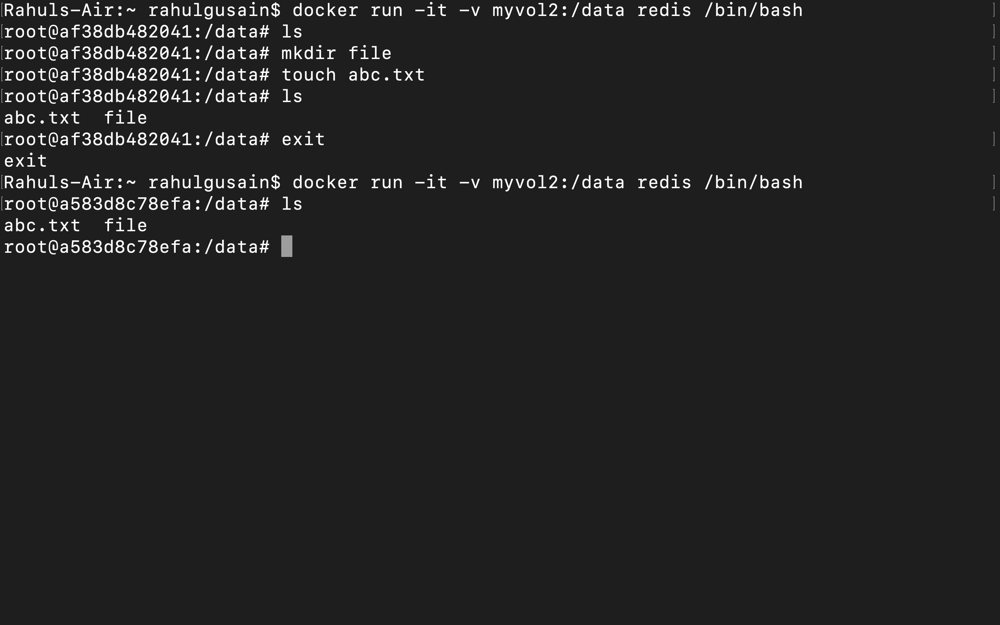 Rahuls-Air:~ rahulgusain$ docker run -it -v myvol2:/data redis /bin/bash
root@af38db482041:/data# ls
root@af38db482041:/data# mkdir file
root@af38db482041:/data# touch abc.txt
root@af38db482041:/data# ls
abc.txt  file
root@af38db482041:/data# exit
exit
Rahuls-Air:~ rahulgusain$ docker run -it -v myvol2:/data redis /bin/bash
root@a583d8c78efa:/data# ls
abc.txt  file
root@a583d8c78efa:/data#